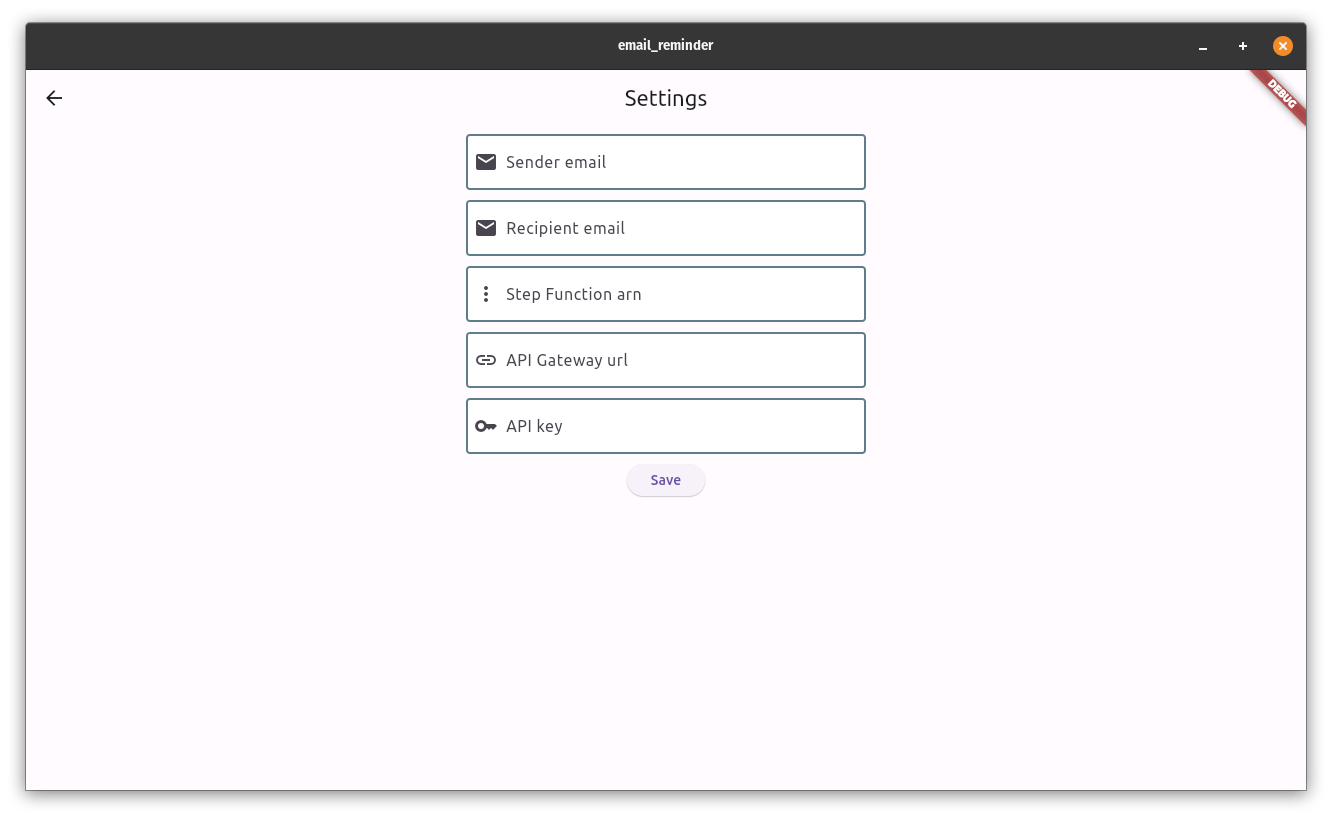 email_reminder
DEBUG
Settings
Sender email
Recipient email
Step Function arn
API Gateway url
API key
Save